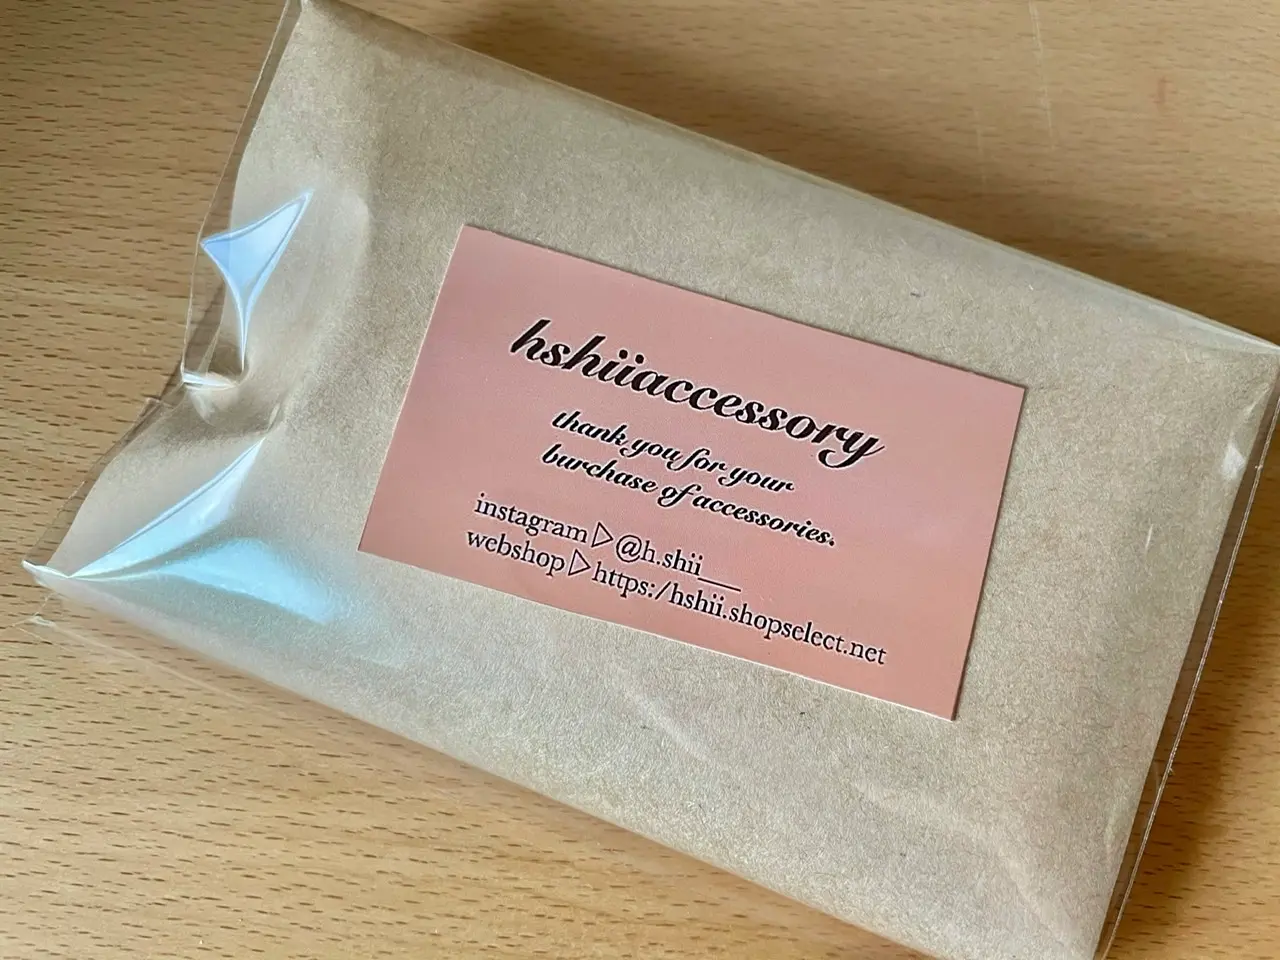 hshiiaccessory
thank you for your
burchase of accessories.
instagram▷@h.shii__
webshop▷https:/hshii.shopselect.net